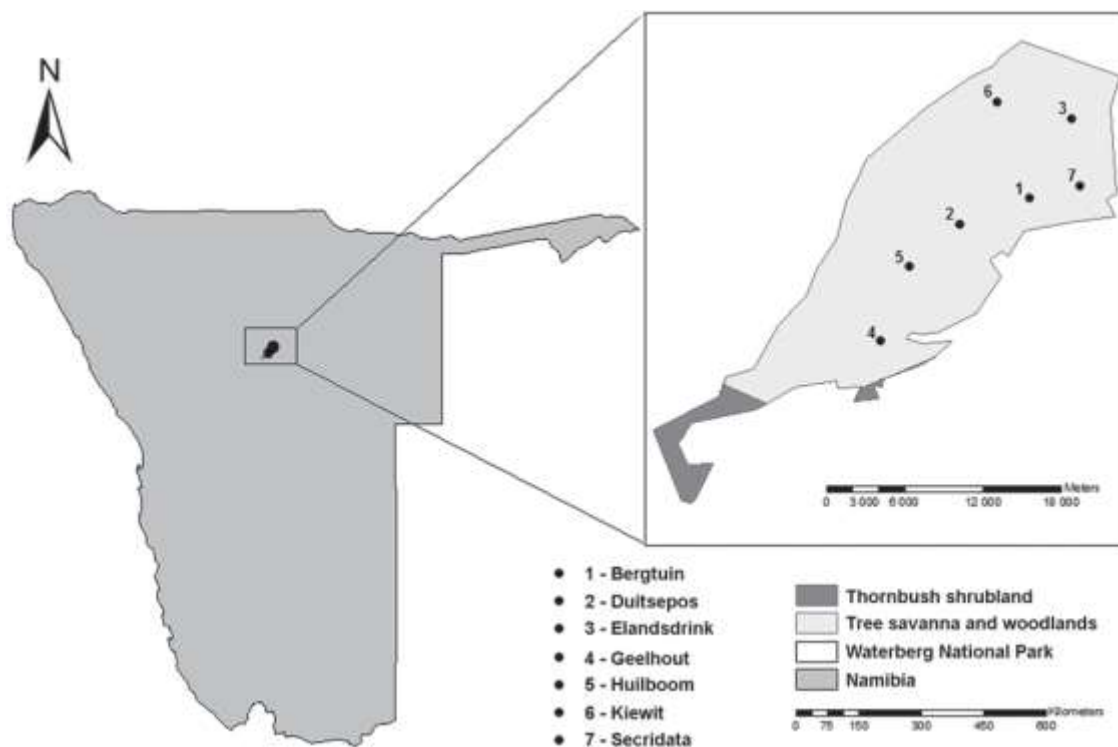 N
6
3
7
1
2
5
4
Meters
0 3 000 6 000 12 000 18 000
1 - Bergtuin
2 - Duitsepos
3 - Elandsdrink
4 - Geelhout
5 - Huilboom
6 - Kiewit
7 - Secridata
Thornbush shrubland
Tree savanna and woodlands
Waterberg National Park
Namibia
Kilometers
0 75 150 300 450 600